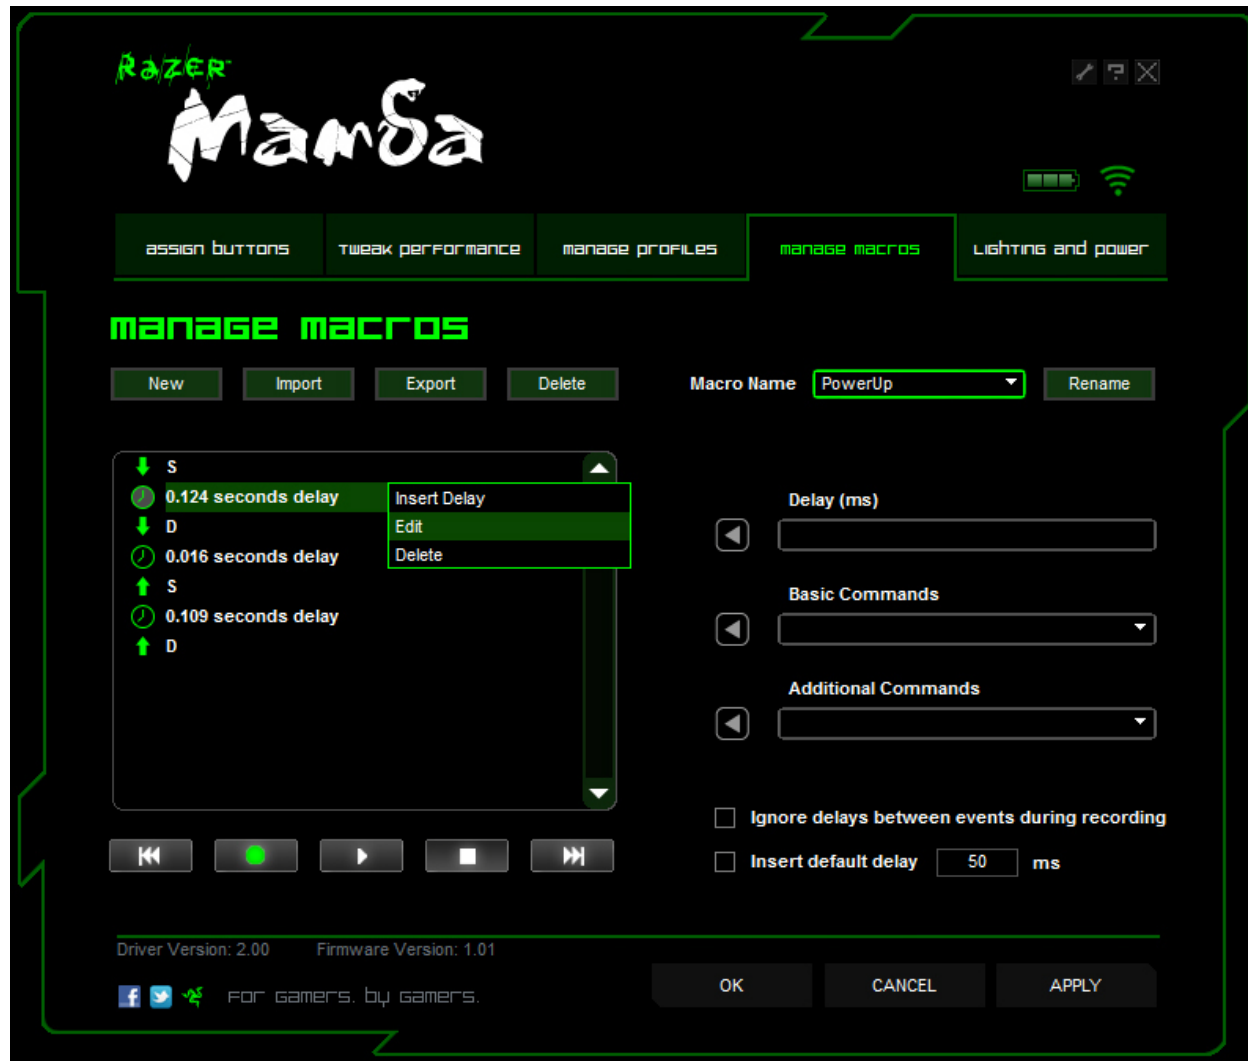 RAZER
Mamba
assign buttons
Tweak performance
manage profiles
manage macros
Lighting and power
manage macros
New
Import
Export
Delete
Macro Name
PowerUp
Rename
S
0.124 seconds delay
D
0.016 seconds delay
S
0.109 seconds delay
D
Insert Delay
Edit
Delete
Delay (ms)
Basic Commands
Additional Commands
Ignore delays between events during recording
Insert default delay 50 ms
Driver Version: 2.00 Firmware Version: 1.01
For Gamers. by Gamers.
OK
CANCEL
APPLY